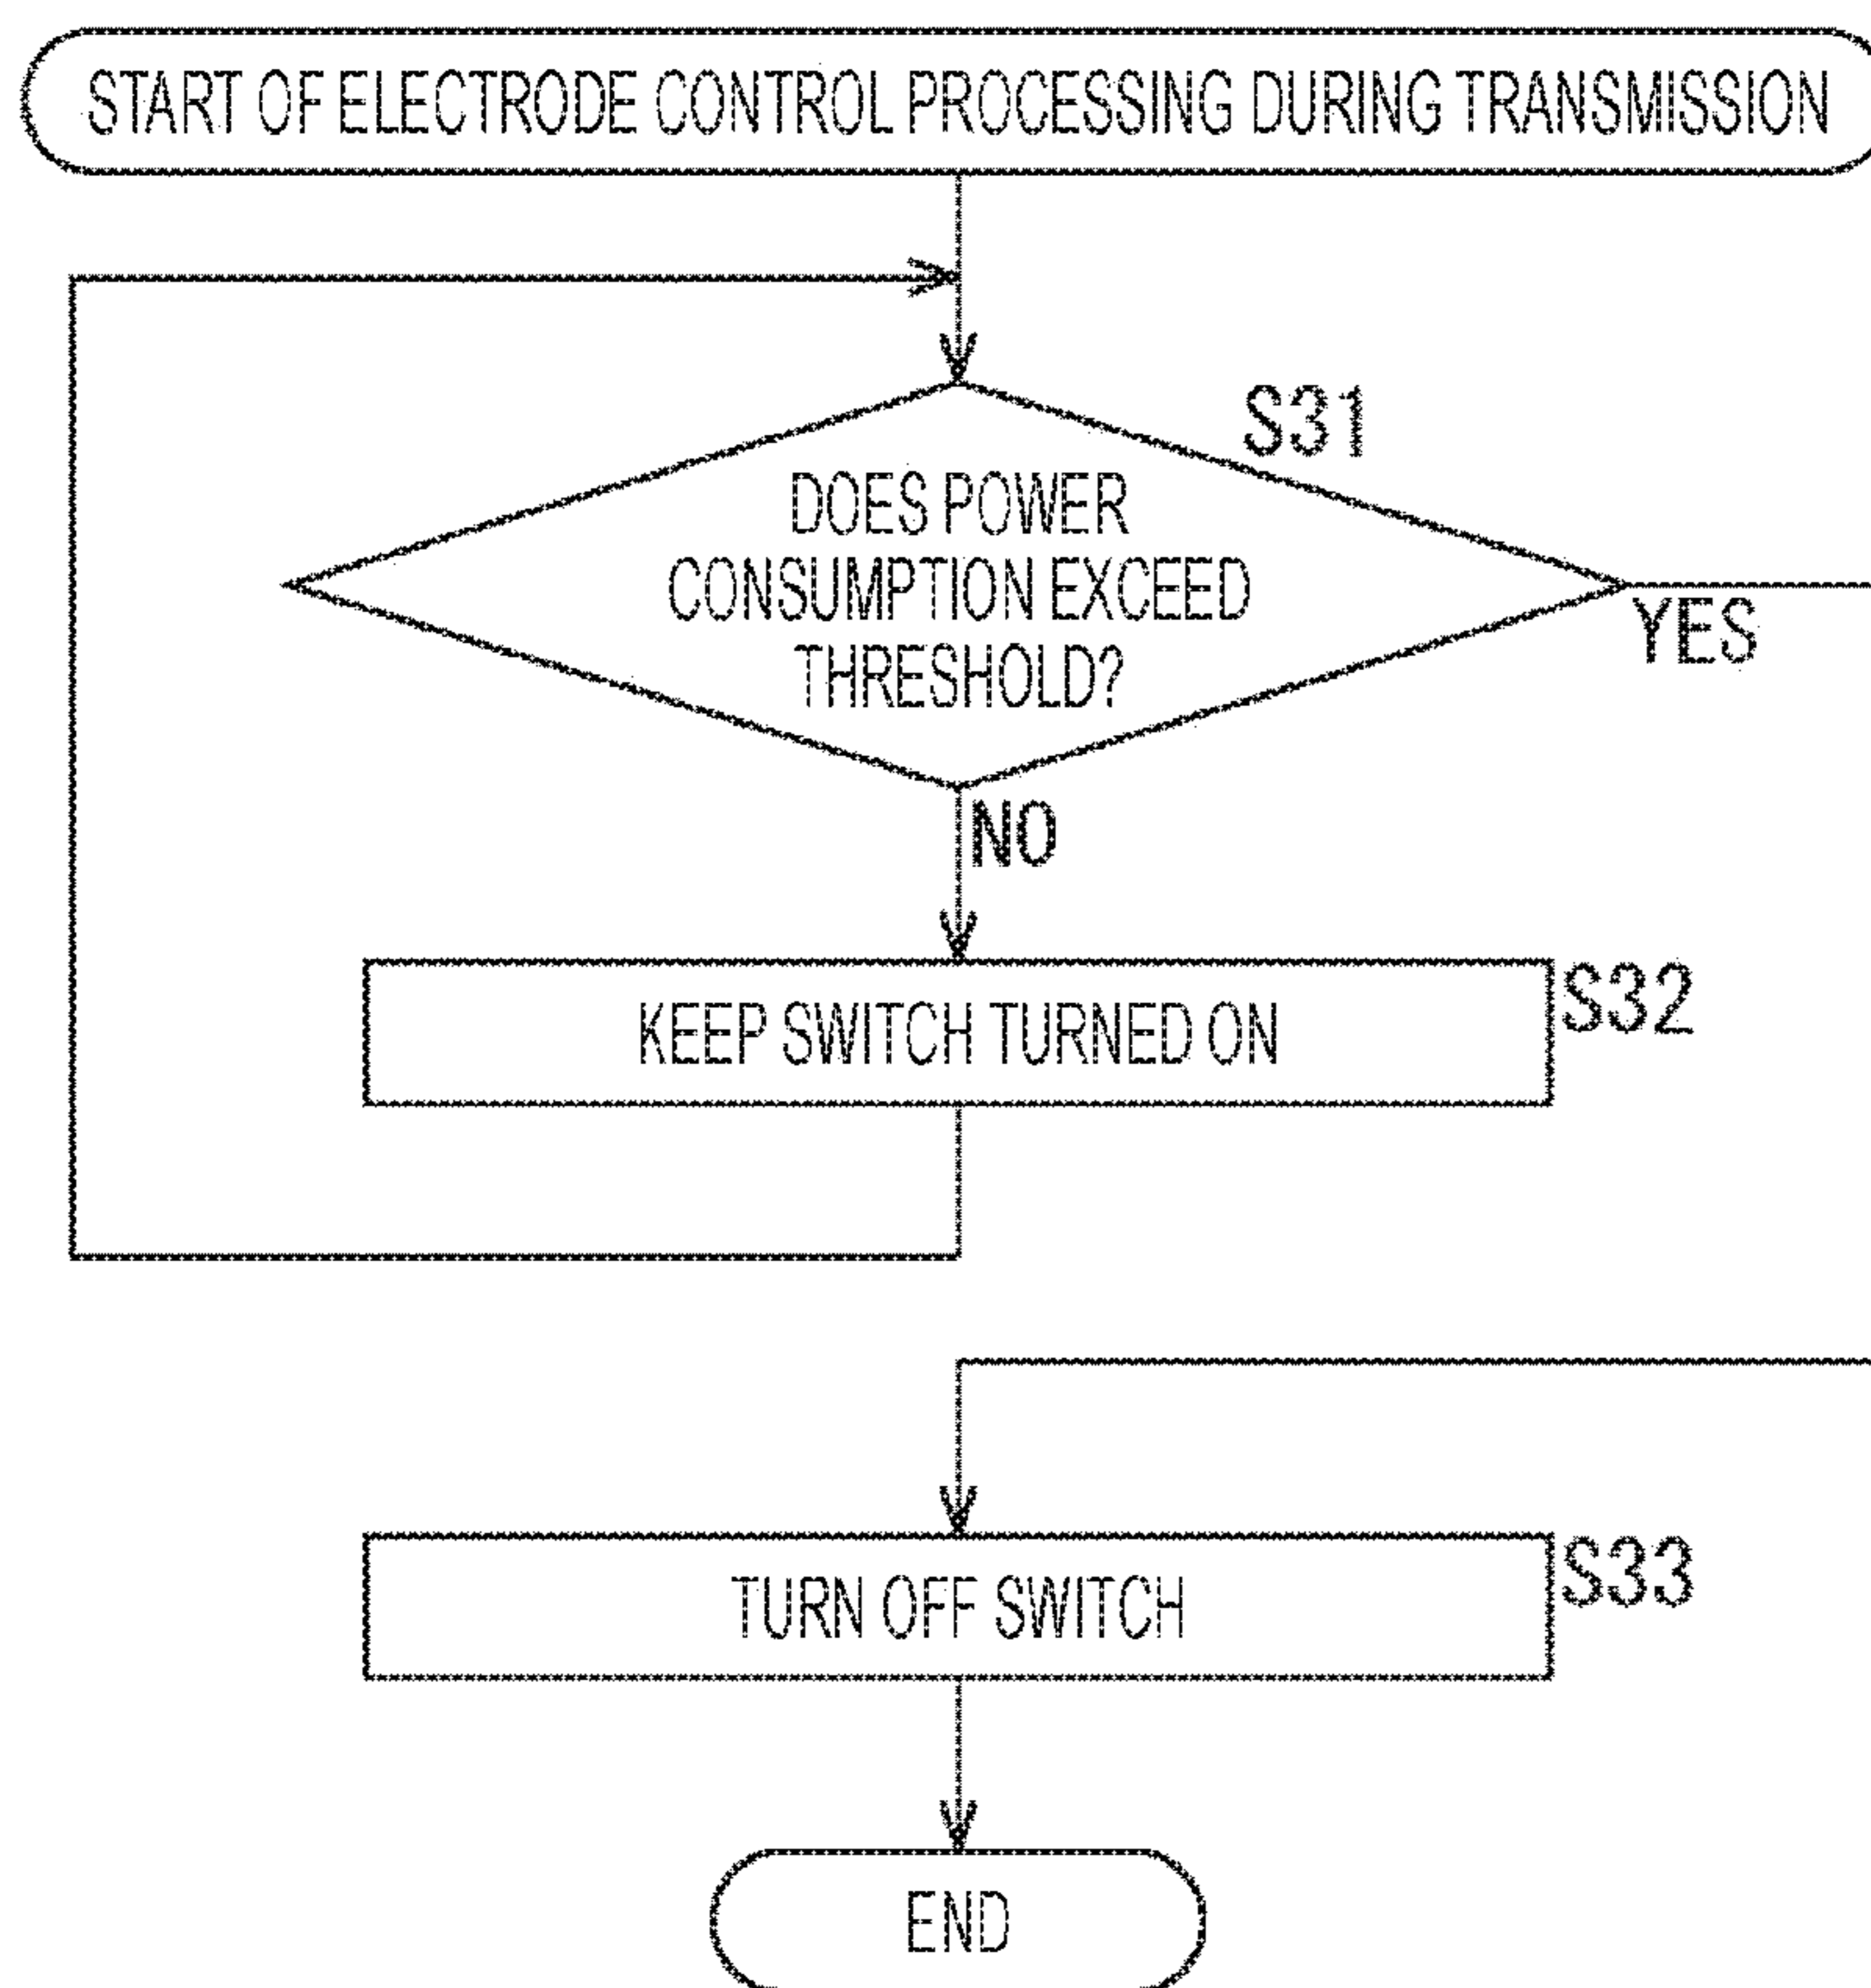 START OF ELECTRODE CONTROL PROCESSING DURING TRANSMISSION
S31
DOES POWER
CONSUMPTION EXCEED
THRESHOLD?
YES
NO
KEEP SWITCH TURNED ON
S32
TURN OFF SWITCH
S33
END